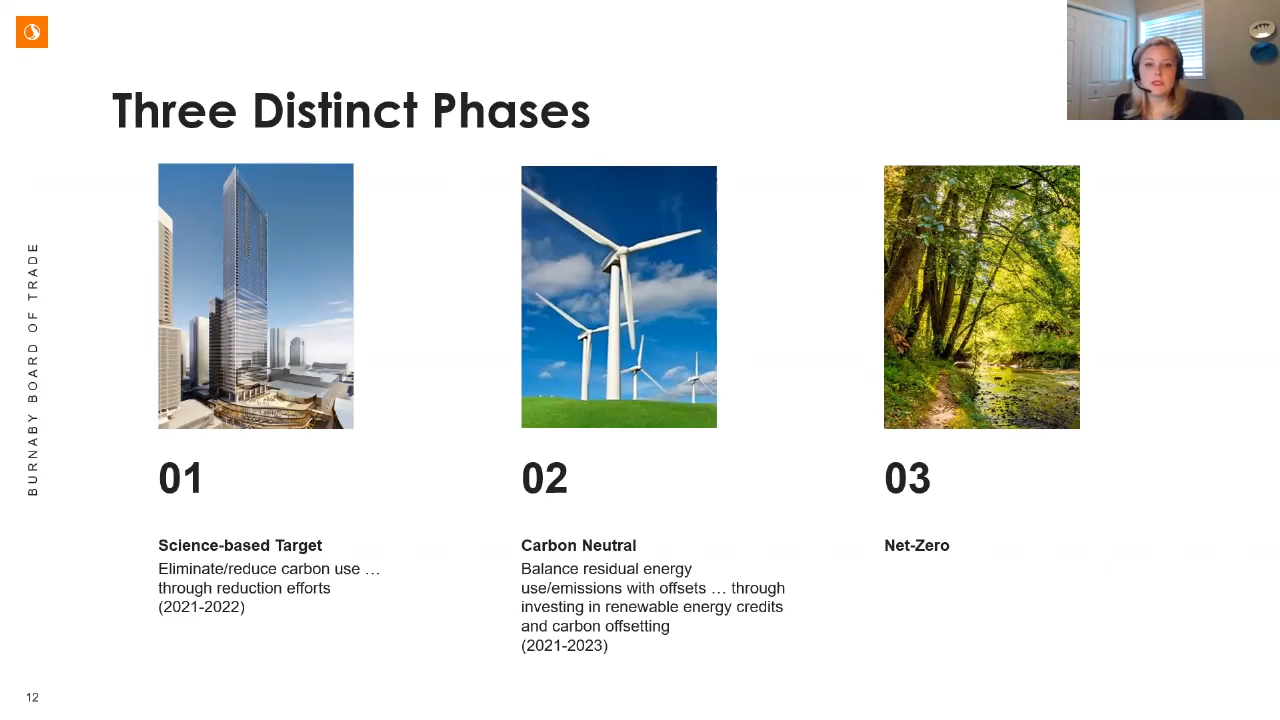 Three Distinct Phases
BURNABY BOARD OF TRADE
01
Science-based Target
Eliminate/reduce carbon use …
through reduction efforts
(2021-2022)
02
Carbon Neutral
Balance residual energy
use/emissions with offsets … through
investing in renewable energy credits
and carbon offsetting
(2021-2023)
03
Net-Zero
12